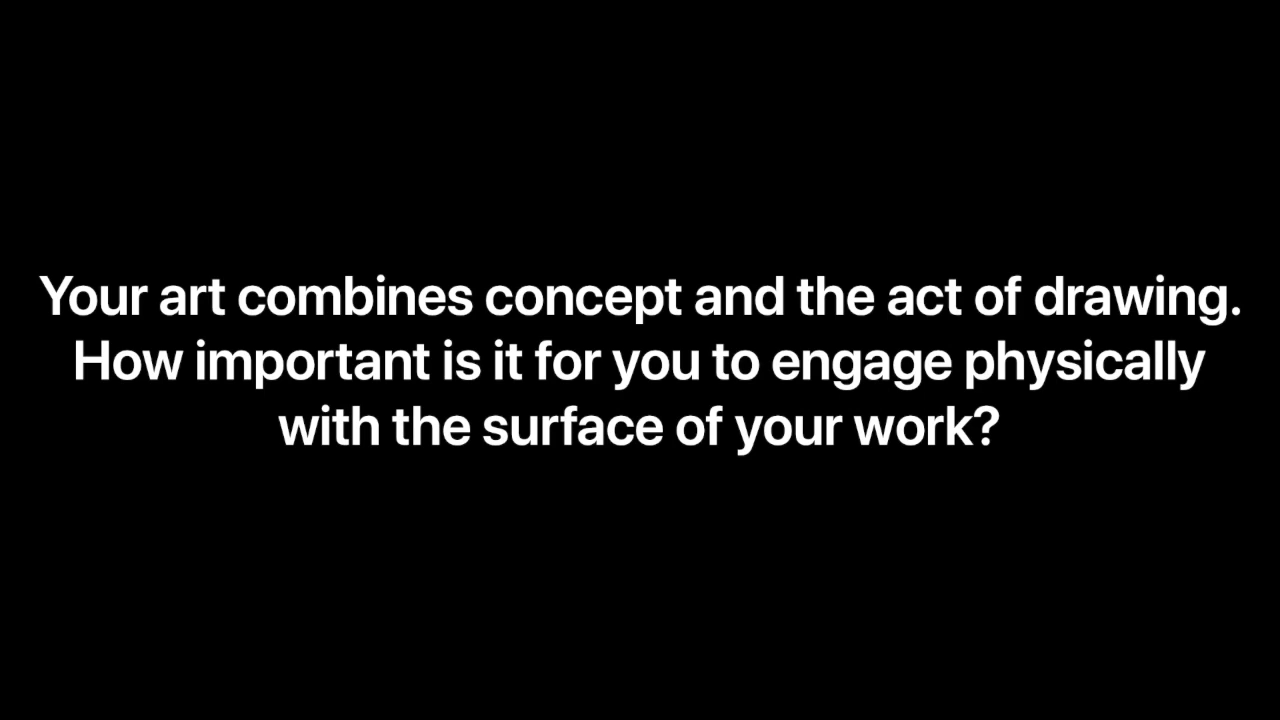 Your art combines concept and the act of drawing.
How important is it for you to engage physically
with the surface of your work?